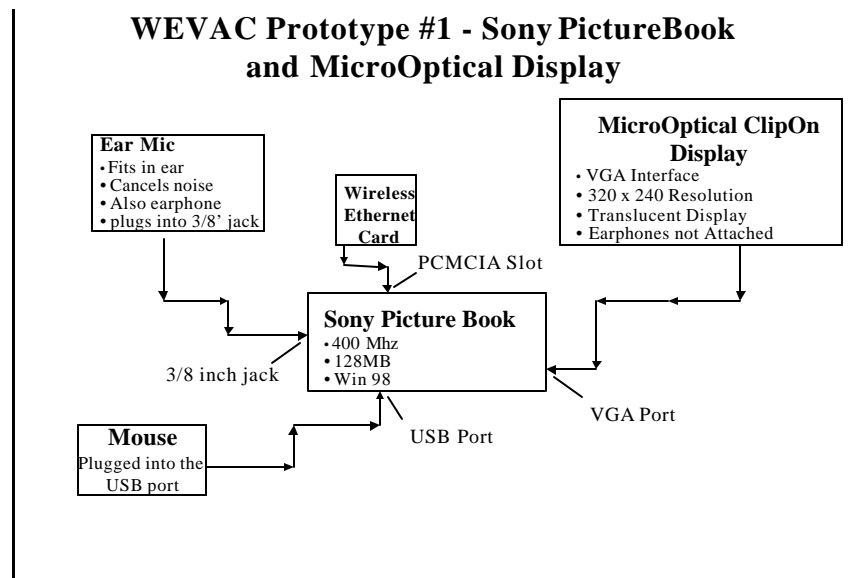 WEVAC Prototype #1 - Sony PictureBook
and MicroOptical Display
Ear Mic
• Fits in ear
• Cancels noise
• Also earphone
• plugs into 3/8' jack
Wireless
Ethernet
Card
MicroOptical ClipOn
Display
• VGA Interface
• 320 x 240 Resolution
• Translucent Display
• Earphones not Attached
PCMCIA Slot
Sony Picture Book
• 400 Mhz
• 128MB
• Win 98
3/8 inch jack
VGA Port
USB Port
Mouse
Plugged into the
USB port